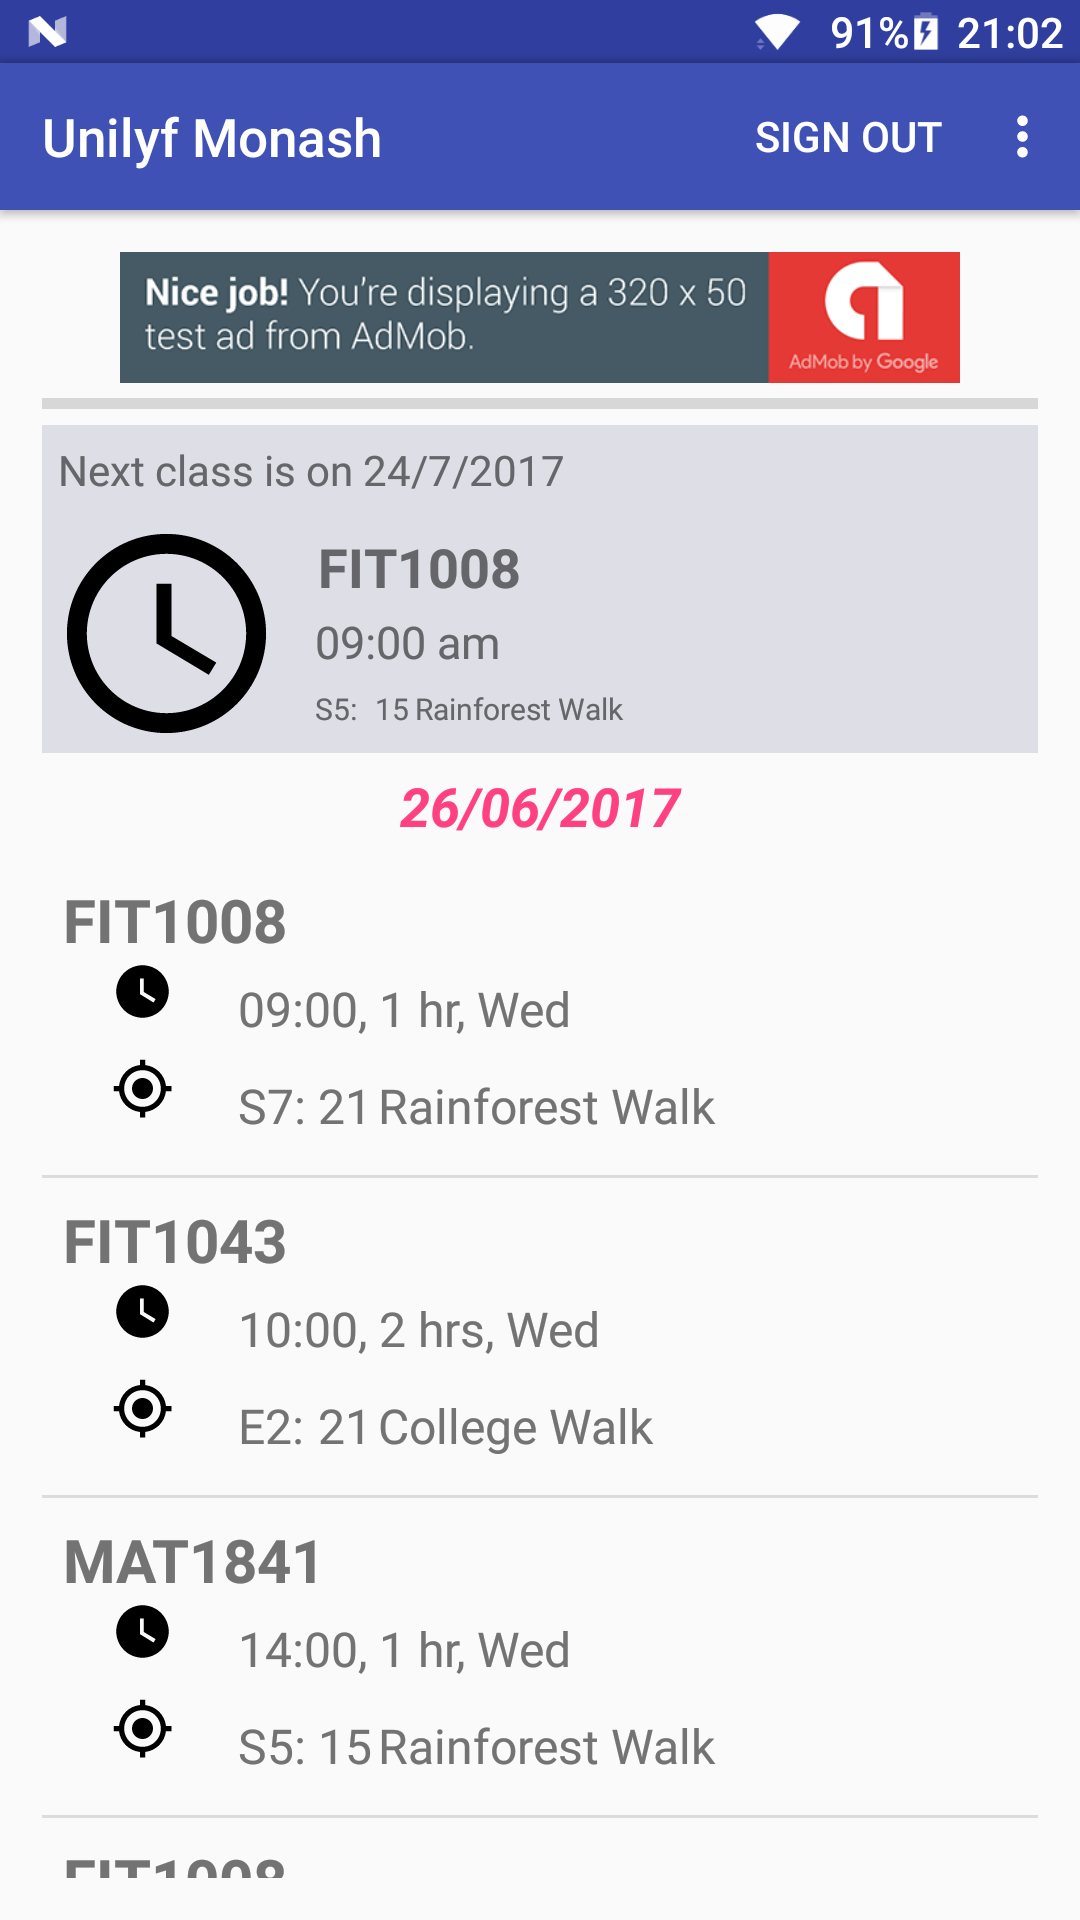 91% 21:02
Unilyf Monash SIGN OUT
Nice job! You're displaying a 320 x 50
test ad from AdMob.
AdMob by Google
Next class is on 24/7/2017
FIT1008
09:00 am
S5: 15 Rainforest Walk
26/06/2017
FIT1008
09:00, 1 hr, Wed
S7: 21 Rainforest Walk
FIT1043
10:00, 2 hrs, Wed
E2: 21 College Walk
MAT1841
14:00, 1 hr, Wed
S5: 15 Rainforest Walk
FIT1008